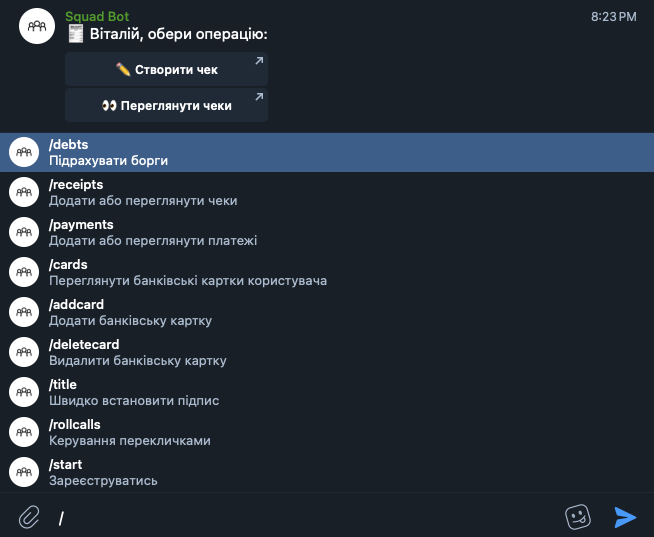 Squad Bot
8:23 PM
🧾 Віталій, обери операцію:
✏️ Створити чек
👀 Переглянути чеки
/debts
Підрахувати борги
/receipts
Додати або переглянути чеки
/payments
Додати або переглянути платежі
/cards
Переглянути банківські картки користувача
/addcard
Додати банківську картку
/deletecard
Видалити банківську картку
/title
Швидко встановити підпис
/rollcalls
Керування перекличками
/start
Зареєструватись
/